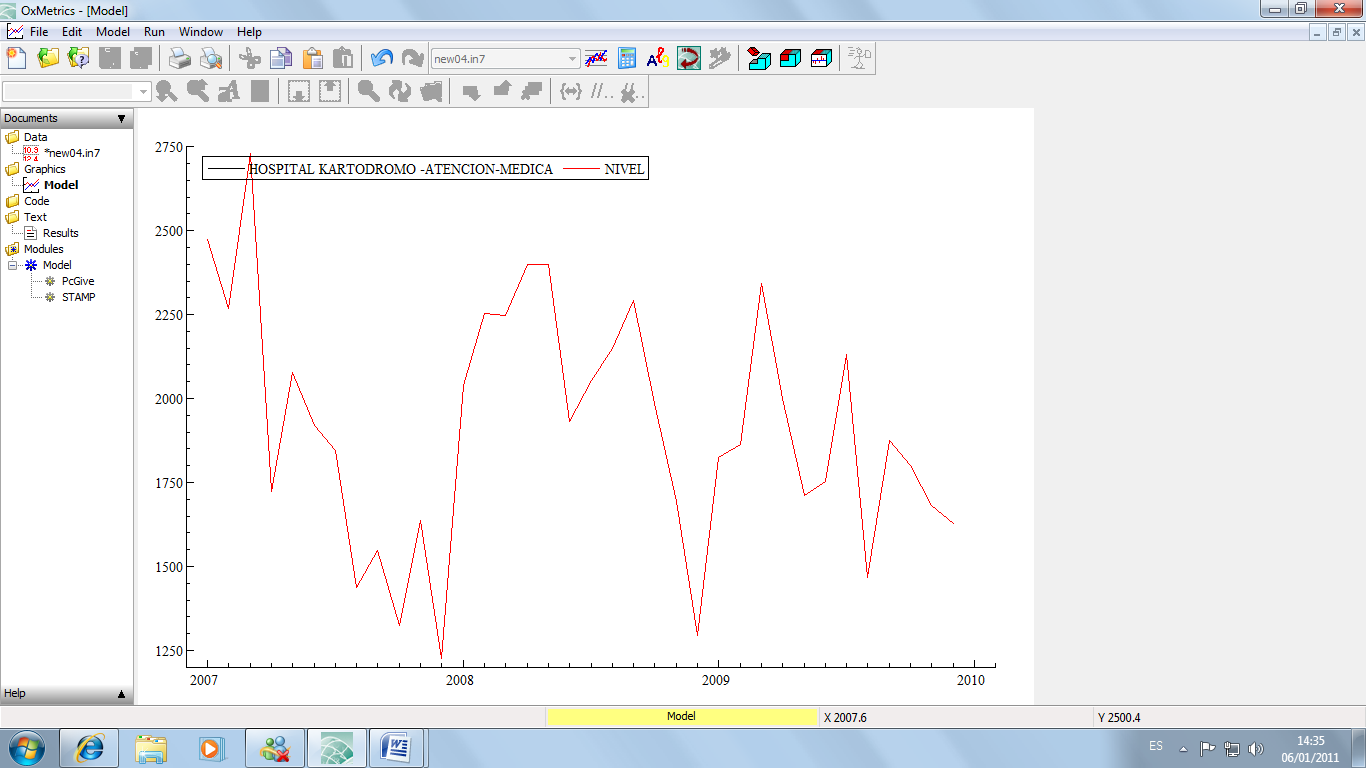 OxMetrics - [Model]
File Edit Model Run Window Help
new04.in7
Documents
Data
*new04.in7
Graphics
Model
Code
Text
Results
Modules
Model
PcGive
STAMP
Help
HOSPITAL KARTODROMO -ATENCION-MEDICA NIVEL
2750
2500
2250
2000
1750
1500
1250
2007 2008 2009 2010
Model X 2007.6 Y 2500.4
ES 14:35
06/01/2011